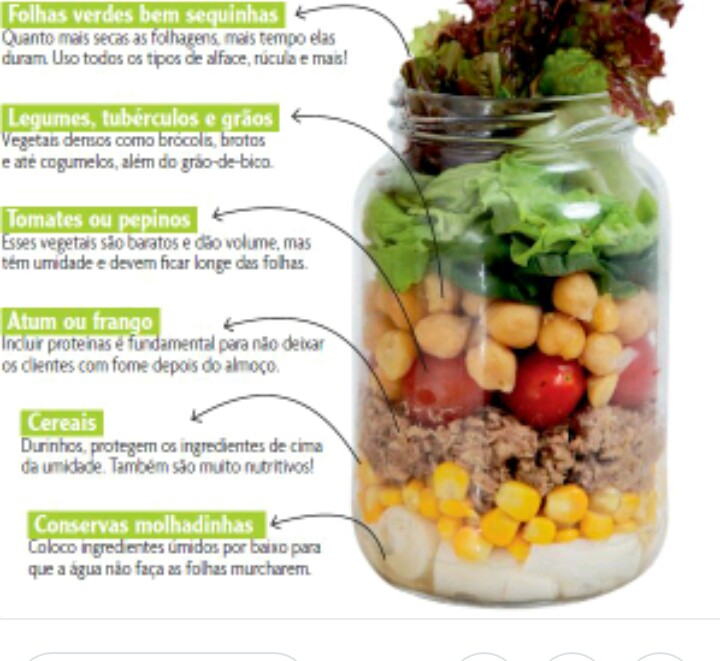 Folhas verdes bem sequinhas
Quanto mais secas as folhagens, mais tempo elas
duram. Uso todos os tipos de alface, rúcula e mais!
Legumes, tubérculos e grãos
Vegetais densos como brócolis, brotos
e até cogumelos, além do grão-de-bico.
Tomates ou pepinos
Esses vegetais são baratos e dão volume, mas
têm umidade e devem ficar longe das folhas.
Atum ou frango
Incluir proteínas é fundamental para não deixar
os clientes com fome depois do almoço.
Cereais
Durinhos, protegem os ingredientes de cima
da umidade. Também são muito nutritivos!
Conservas molhadinhas
Coloco ingredientes úmidos por baixo para
que a água não faça as folhas murcharem.